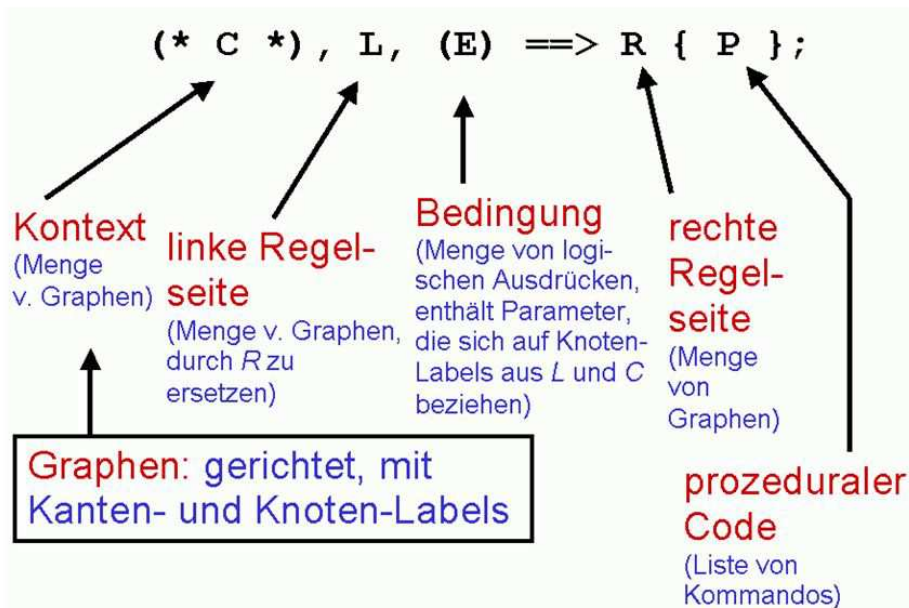 (* C *), L, (E) ==> R { P };
Kontext
(Menge
v. Graphen)
linke Regel-
seite
(Menge v. Graphen,
durch R zu
ersetzen)
Bedingung
(Menge von logi-
schen Ausdrücken,
enthält Parameter,
die sich auf Knoten-
Labels aus L und C
beziehen)
rechte
Regel-
seite
(Menge
von
Graphen)
Graphen: gerichtet, mit
Kanten- und Knoten-Labels
prozeduraler
Code
(Liste von
Kommandos)